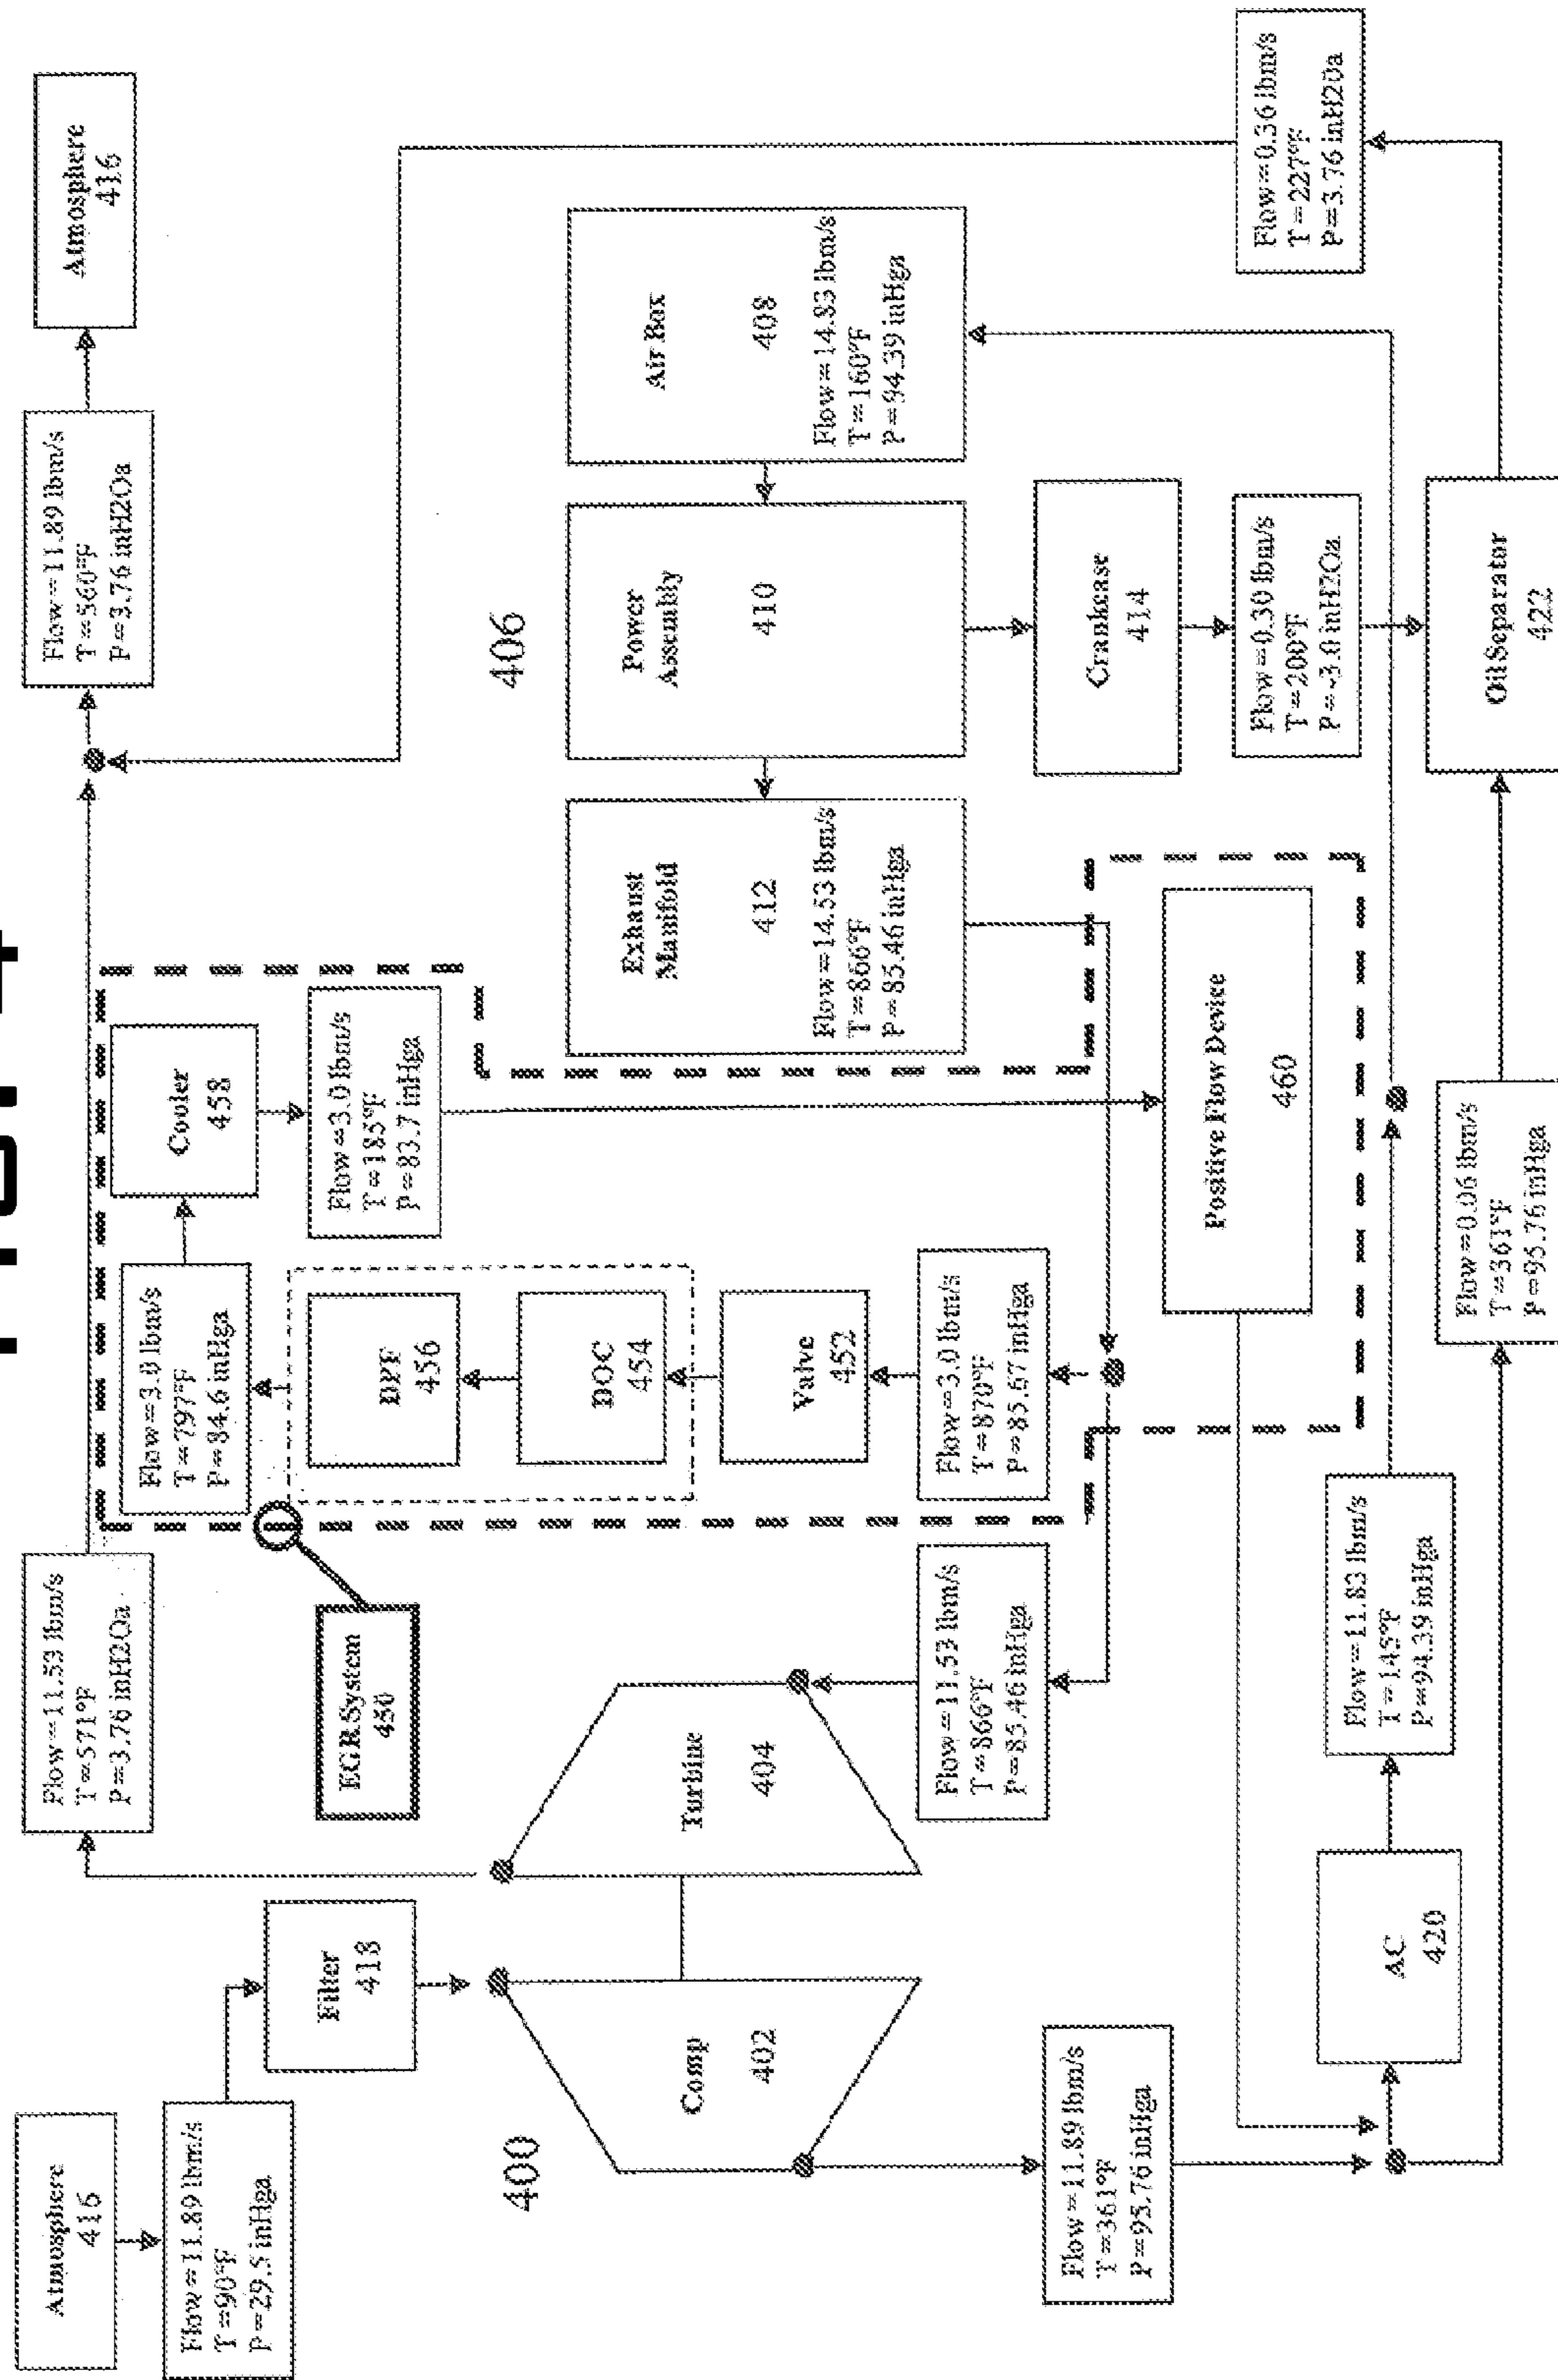 FIG. 4
Atmosphere
416
Flow=11.89 lbm/s
T=90°F
P=29.5 inHga
Filter
418
400
Comp
402
Flow=11.89 lbm/s
T=361°F
P=95.76 inHga
Turbine
404
Flow=11.53 lbm/s
T=571°F
P=3.76 inH2Oa
EGR System
450
Flow=11.53 lbm/s
T=866°F
P=85.46 inHga
AC
420
Flow=11.83 lbm/s
T=145°F
P=94.39 inHga
Flow=3.0 lbm/s
T=797°F
P=84.6 inHga
DPF
456
DOC
454
Valve
452
Flow=3.0 lbm/s
T=870°F
P=85.67 inHga
Cooler
458
Flow=3.0 lbm/s
T=185°F
P=83.7 inHga
Positive Flow Device
460
Flow=0.06 lbm/s
T=361°F
P=95.76 inHga
406
Exhaust
Manifold
412
Flow=14.53 lbm/s
T=866°F
P=85.46 inHga
Power
Assembly
410
Air Box
408
Flow=14.83 lbm/s
T=160°F
P=94.39 inHg
Crankcase
414
Flow=0.30 lbm/s
T=200°F
P=-3.0 inH2Oa
Oil Separator
422
Flow=0.36 lbm/s
T=227°F
P=3.76 inH20a
Flow=11.89 lbm/s
T=560°F
P=3.76 inH2Oa
Atmosphere
416